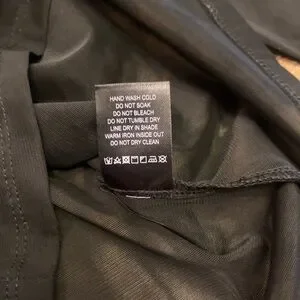 HAND WASH COLD
DO NOT SOAK
DO NOT BLEACH
DO NOT TUMBLE DRY
LINE DRY IN SHADE
WARM IRON INSIDE OUT
DO NOT DRY CLEAN